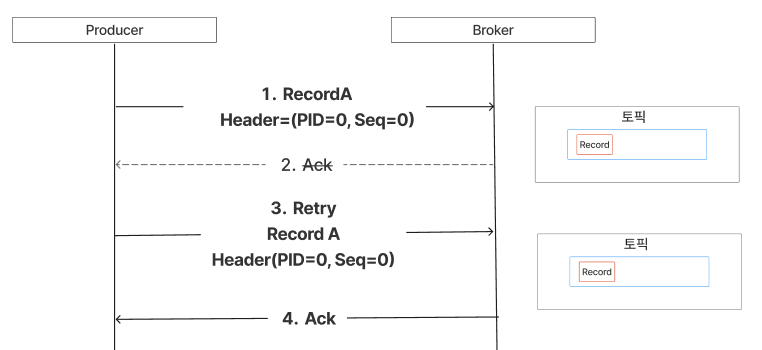 Producer
Broker
1. RecordA
Header=(PID=0, Seq=0)
토픽
Record
2. Ack
3. Retry
Record A
Header(PID=0, Seq=0)
토픽
Record
4. Ack